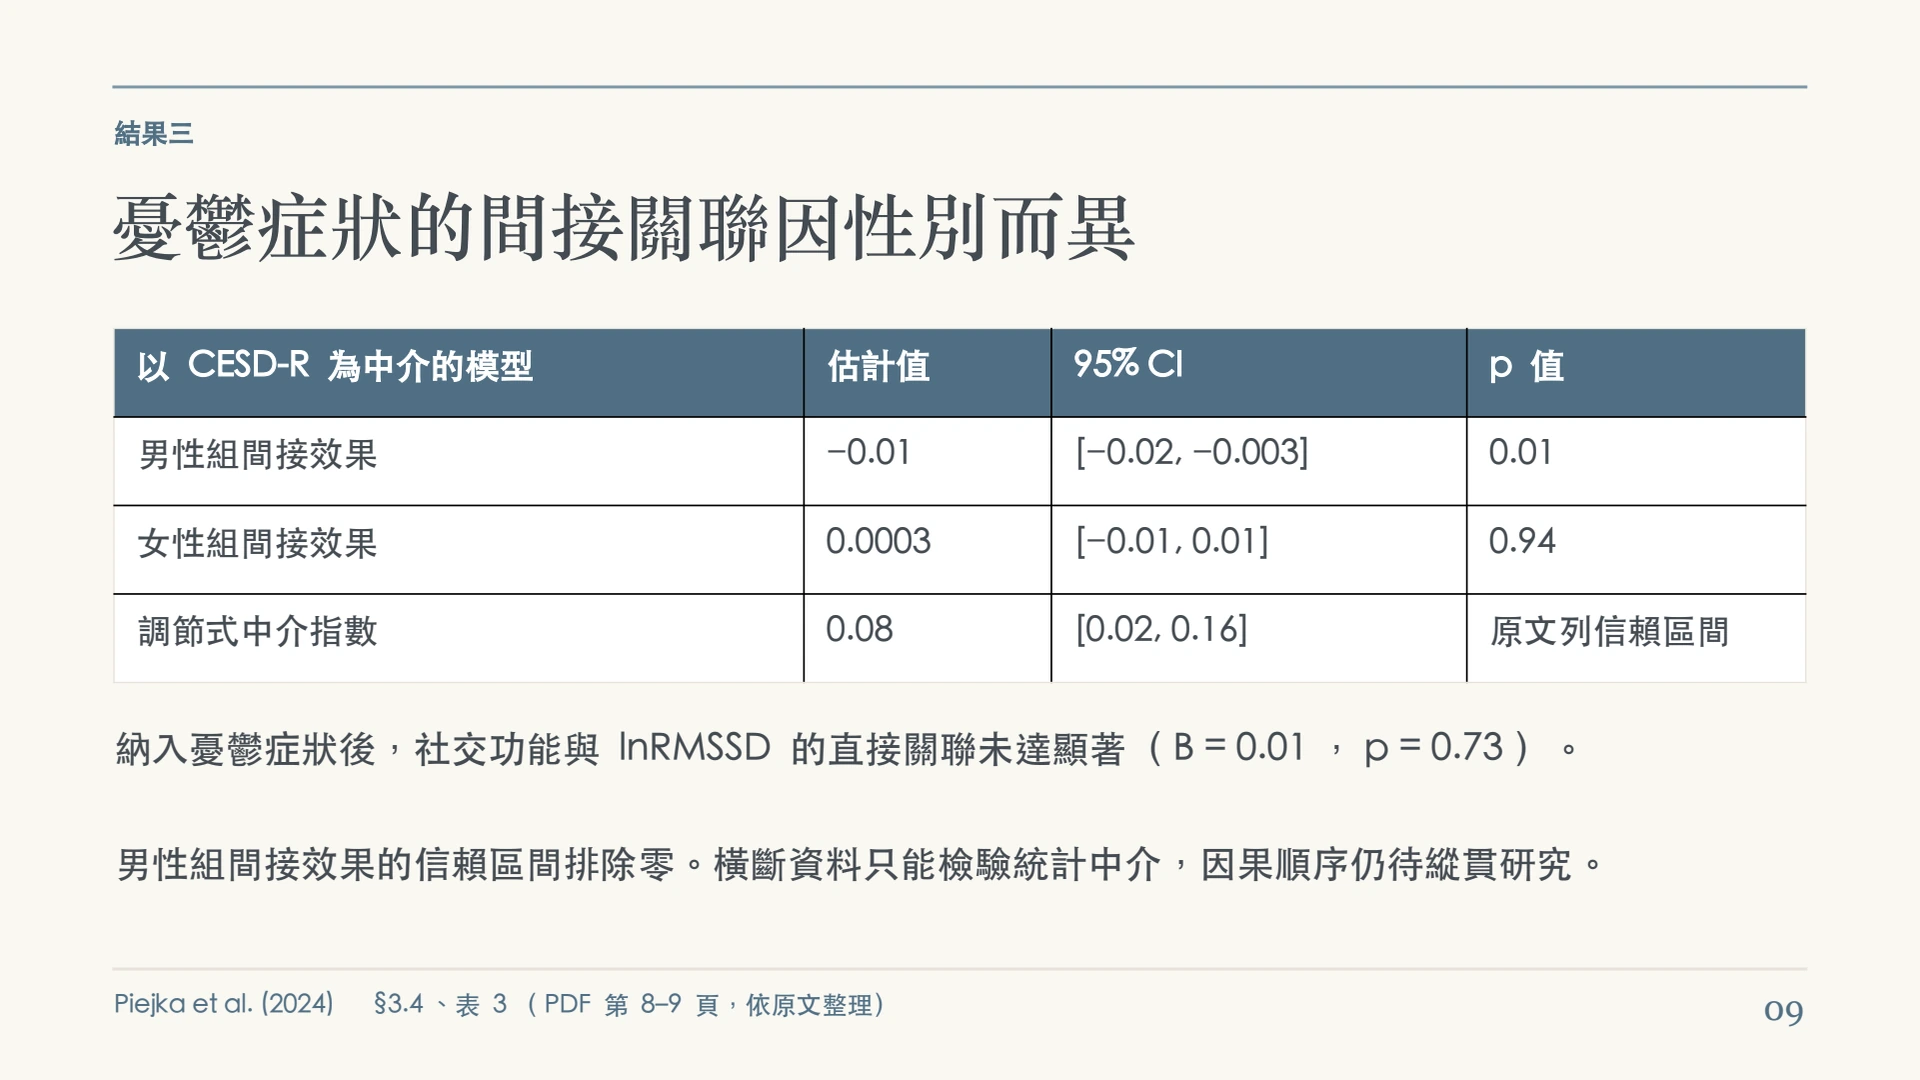 結果三
憂鬱症狀的間接關聯因性別而異
以 CESD-R 為中介的模型 估計值 95% CI p 值
男性組間接效果 −0.01 [−0.02, −0.003] 0.01
女性組間接效果 0.0003 [−0.01, 0.01] 0.94
調節式中介指數 0.08 [0.02, 0.16] 原文列信賴區間
納入憂鬱症狀後，社交功能與 lnRMSSD 的直接關聯未達顯著（B = 0.01，p = 0.73）。
男性組間接效果的信賴區間排除零。橫斷資料只能檢驗統計中介，因果順序仍待縱貫研究。
Piejka et al. (2024) §3.4、表 3（PDF 第 8–9 頁，依原文整理）
09